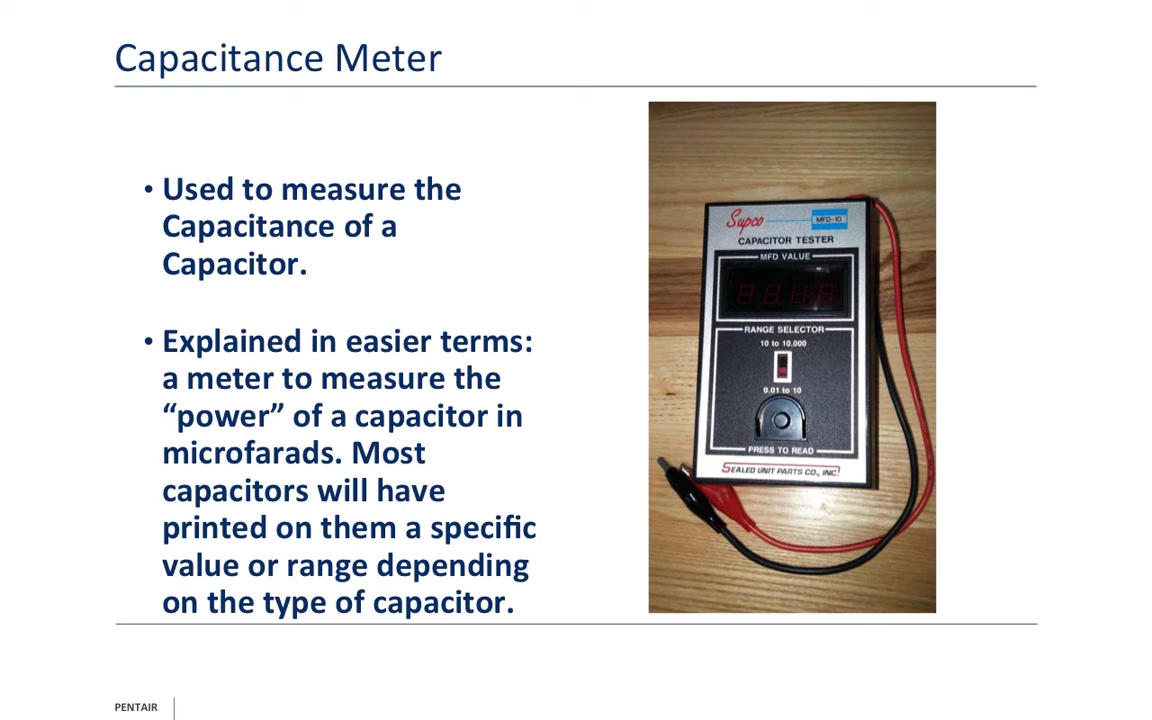 Capacitance Meter
• Used to measure the
Capacitance of a
Capacitor.
• Explained in easier terms:
a meter to measure the
“power” of a capacitor in
microfarads. Most
capacitors will have
printed on them a specific
value or range depending
on the type of capacitor.
Supco MFD-10
CAPACITOR TESTER
MFD VALUE
RANGE SELECTOR
10 to 10,000
0.01 to 10
PRESS TO READ
SEALED UNIT PARTS CO., INC.
PENTAIR